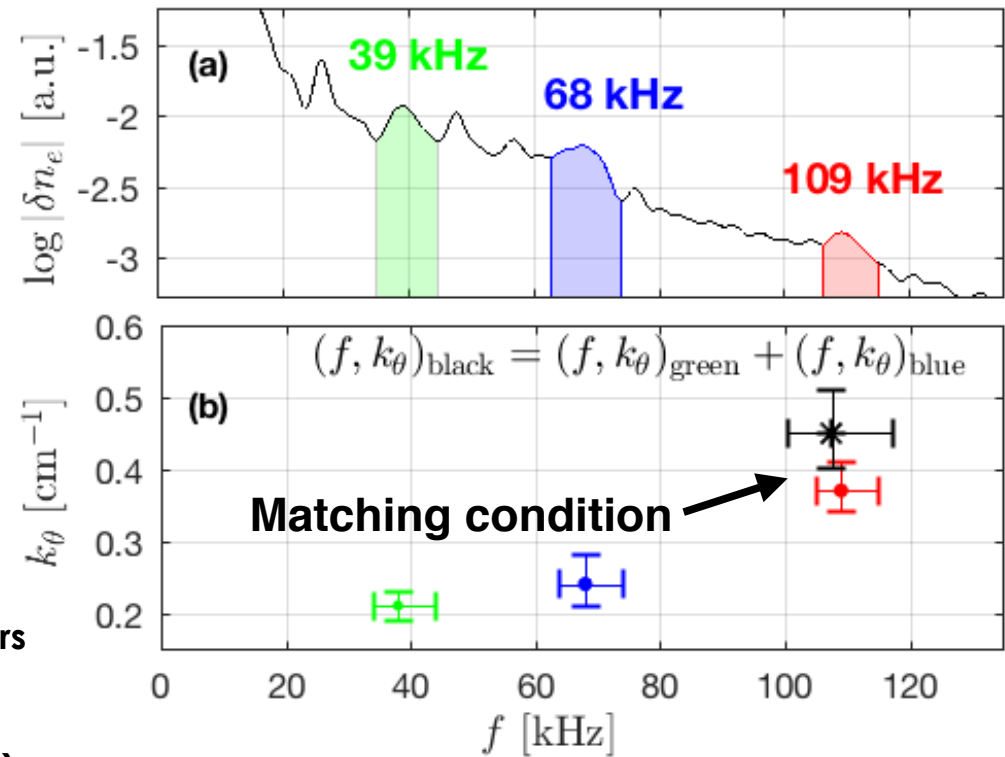 (a)
39 kHz
68 kHz
109 kHz
log |δn_e| [a.u.]
-1.5
-2
-2.5
-3
(f, k_θ)_black = (f, k_θ)_green + (f, k_θ)_blue
(b)
Matching condition
k_θ [cm⁻¹]
0.6
0.5
0.4
0.3
0.2
rs
0 20 40 60 80 100 120
f [kHz]